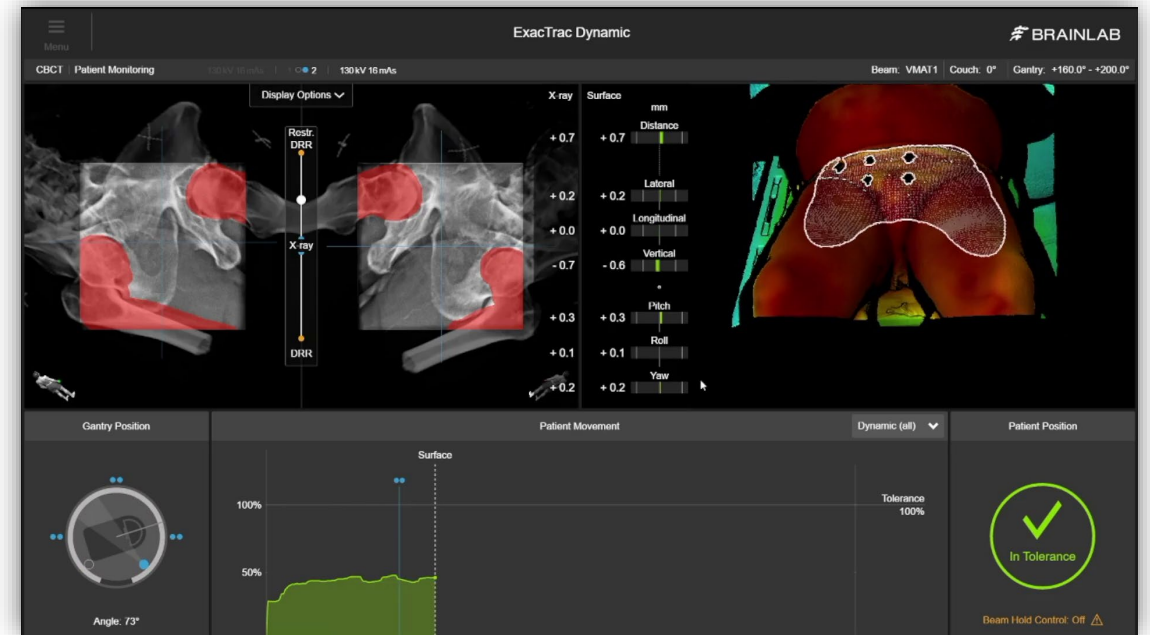 Menu
ExacTrac Dynamic
BRAINLAB
CBCT | Patient Monitoring
130 kV 16 mAs
2
130 kV 16 mAs
Beam: VMAT1
Couch: 0°
Gantry: +160.0° - +200.0°
Display Options
Restr.
DRR
X-ray
DRR
X-ray
+ 0.7
+ 0.2
+ 0.0
- 0.7
+ 0.3
+ 0.1
+ 0.2
Surface
mm
Distance
+ 0.7
Lateral
+ 0.2
Longitudinal
+ 0.0
Vertical
- 0.6
°
Pitch
+ 0.3
Roll
+ 0.1
Yaw
+ 0.2
Gantry Position
Angle: 73°
Patient Movement
Dynamic (all)
Surface
100%
50%
Tolerance
100%
Patient Position
In Tolerance
Beam Hold Control: Off